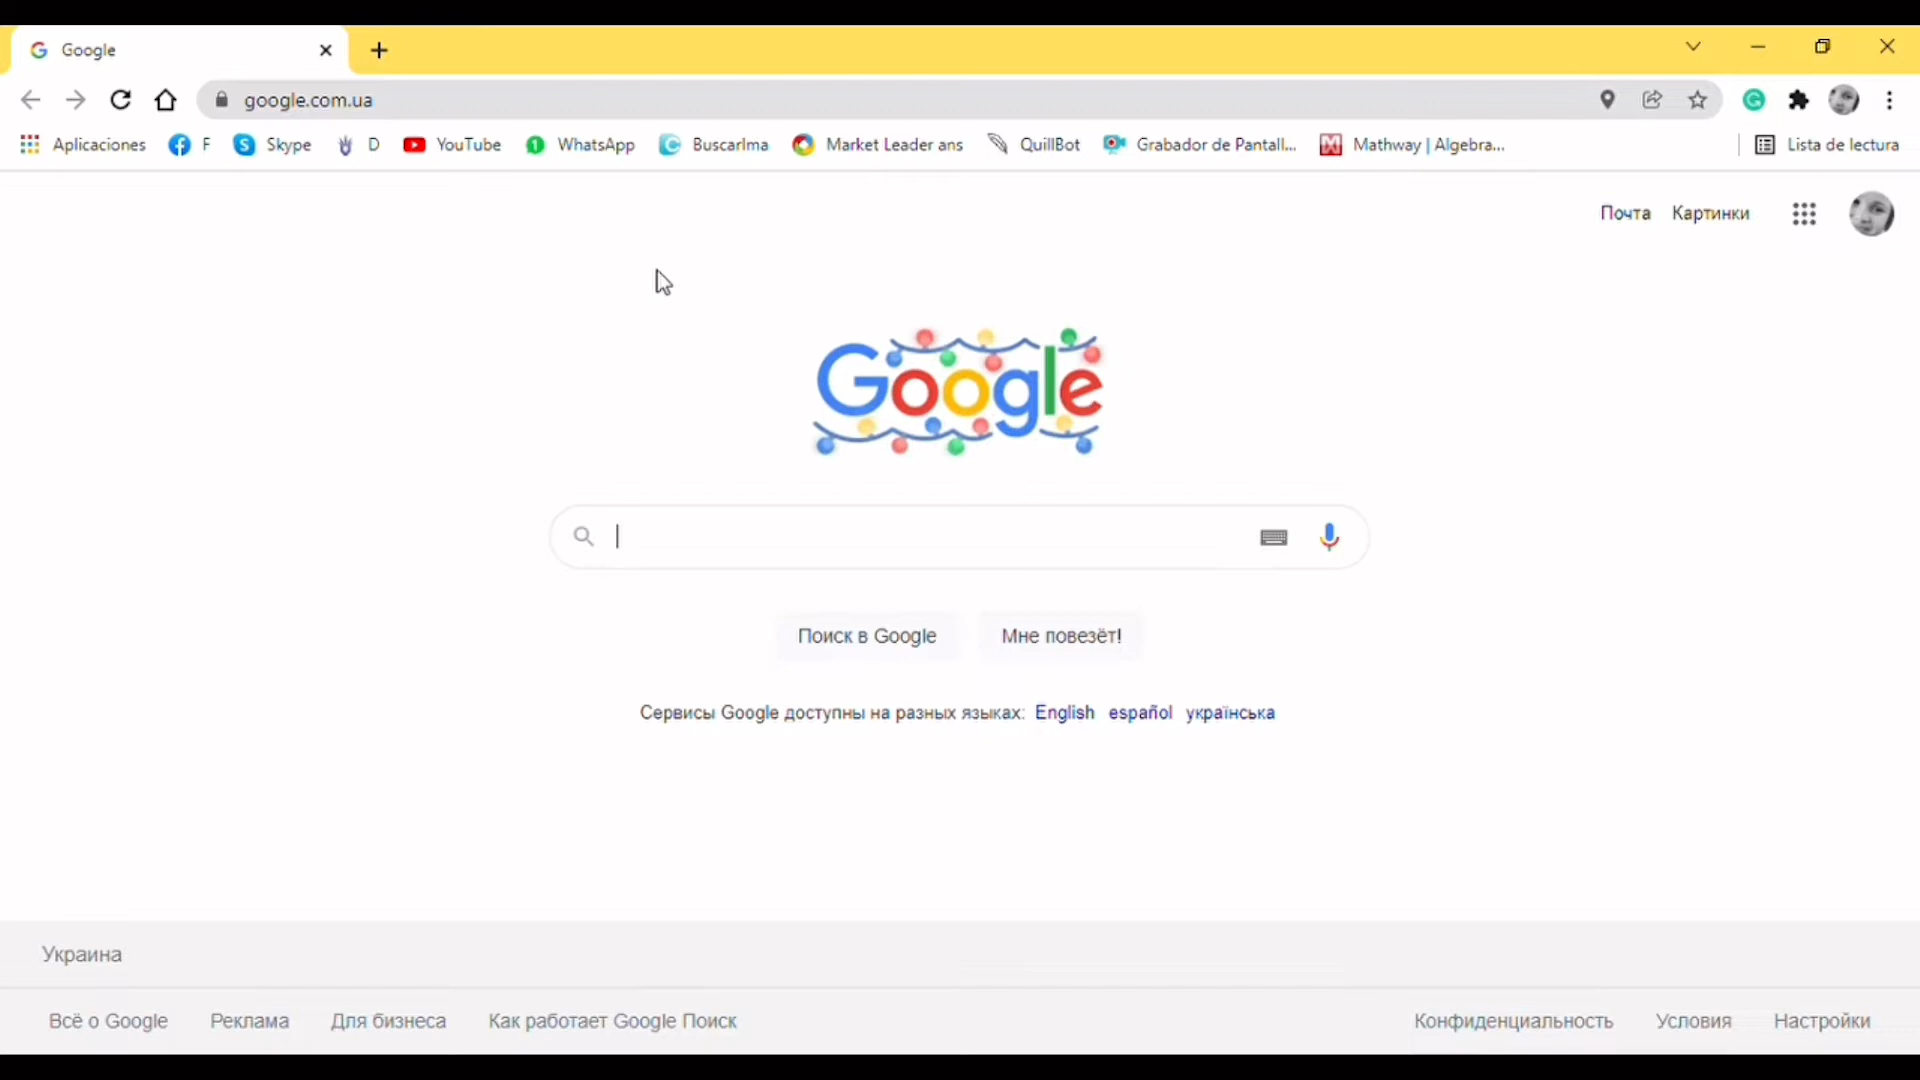 Google
google.com.ua
Aplicaciones F Skype D YouTube WhatsApp BuscarIma Market Leader ans QuillBot Grabador de Pantall... Mathway | Algebra... Lista de lectura
Почта Картинки
Google
Поиск в Google Мне повезёт!
Сервисы Google доступны на разных языках: English español українська
Украина
Всё о Google Реклама Для бизнеса Как работает Google Поиск Конфиденциальность Условия Настройки